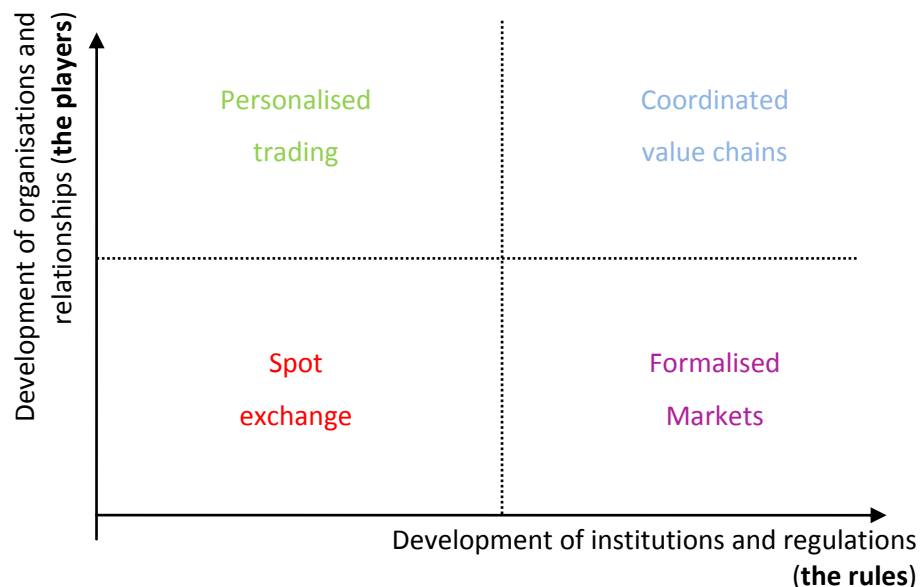 Development of organisations and
relationships (the players)
Personalised
trading
Coordinated
value chains
Spot
exchange
Formalised
Markets
Development of institutions and regulations
(the rules)